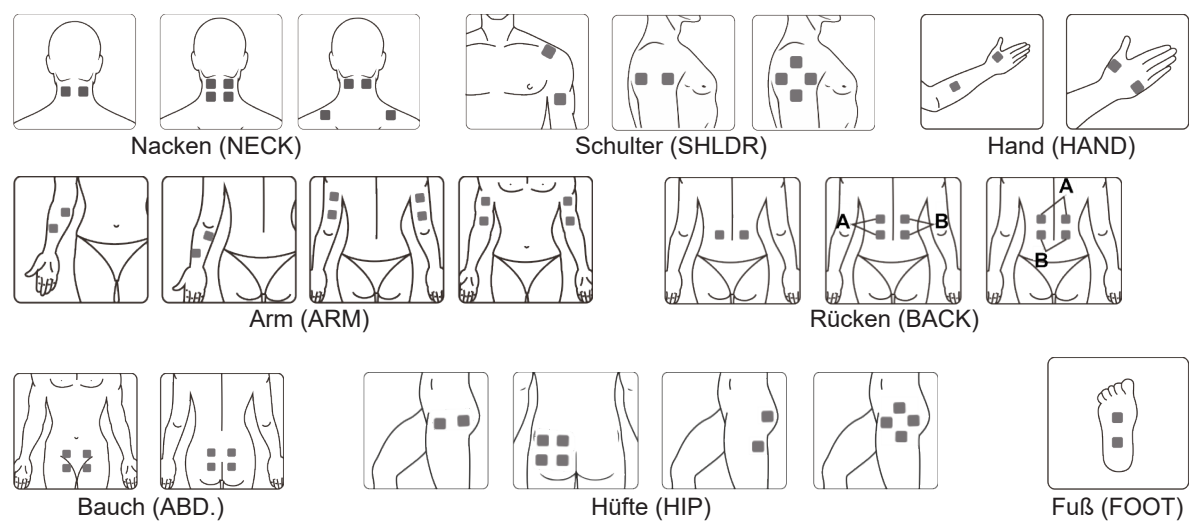 Nacken (NECK)
Schulter (SHLDR)
Hand (HAND)
A
B
A
B
Arm (ARM)
Rücken (BACK)
Bauch (ABD.)
Hüfte (HIP)
Fuß (FOOT)